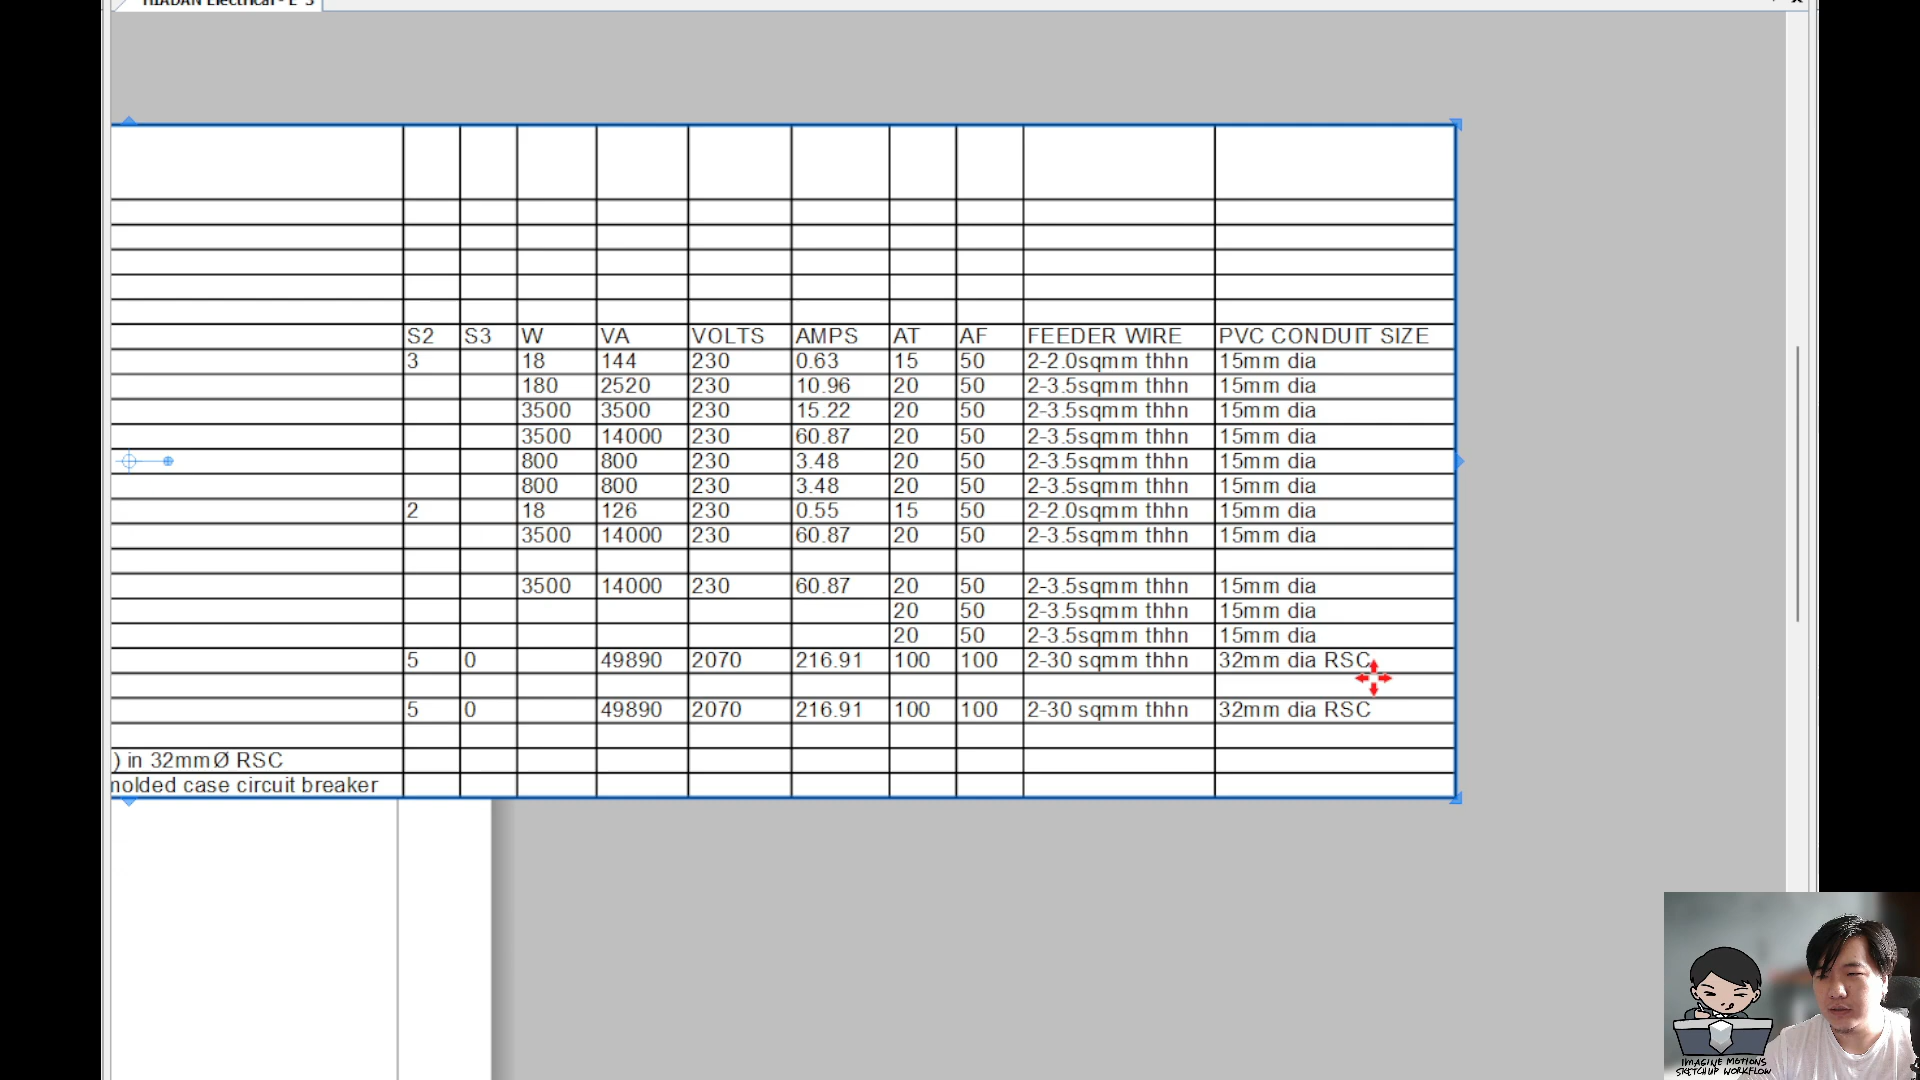 HIADAN Electrical - E-3
S2 S3 W VA VOLTS AMPS AT AF FEEDER WIRE PVC CONDUIT SIZE
3 18 144 230 0.63 15 50 2-2.0sqmm thhn 15mm dia
180 2520 230 10.96 20 50 2-3.5sqmm thhn 15mm dia
3500 3500 230 15.22 20 50 2-3.5sqmm thhn 15mm dia
3500 14000 230 60.87 20 50 2-3.5sqmm thhn 15mm dia
800 800 230 3.48 20 50 2-3.5sqmm thhn 15mm dia
800 800 230 3.48 20 50 2-3.5sqmm thhn 15mm dia
2 18 126 230 0.55 15 50 2-2.0sqmm thhn 15mm dia
3500 14000 230 60.87 20 50 2-3.5sqmm thhn 15mm dia
3500 14000 230 60.87 20 50 2-3.5sqmm thhn 15mm dia
20 50 2-3.5sqmm thhn 15mm dia
20 50 2-3.5sqmm thhn 15mm dia
5 0 49890 2070 216.91 100 100 2-30 sqmm thhn 32mm dia RSC
5 0 49890 2070 216.91 100 100 2-30 sqmm thhn 32mm dia RSC
) in 32mmØ RSC
molded case circuit breaker
IMAGINE MOTIONS
SKETCHUP WORKFLOW